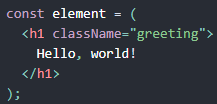 const element = (
  <h1 className="greeting">
    Hello, world!
  </h1>
);